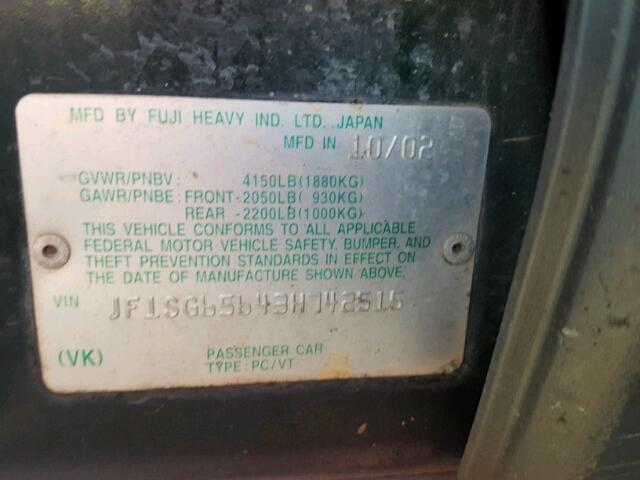 MFD BY FUJI HEAVY IND. LTD. JAPAN
MFD IN 10/02
GVWR/PNBV : 4150LB(1880KG)
GAWR/PNBE : FRONT-2050LB( 930KG)
REAR -2200LB(1000KG)
THIS VEHICLE CONFORMS TO ALL APPLICABLE
FEDERAL MOTOR VEHICLE SAFETY, BUMPER, AND
THEFT PREVENTION STANDARDS IN EFFECT ON
THE DATE OF MANUFACTURE SHOWN ABOVE.
VIN JF1SG65643H742515
(VK) PASSENGER CAR
TYPE : PC/VT